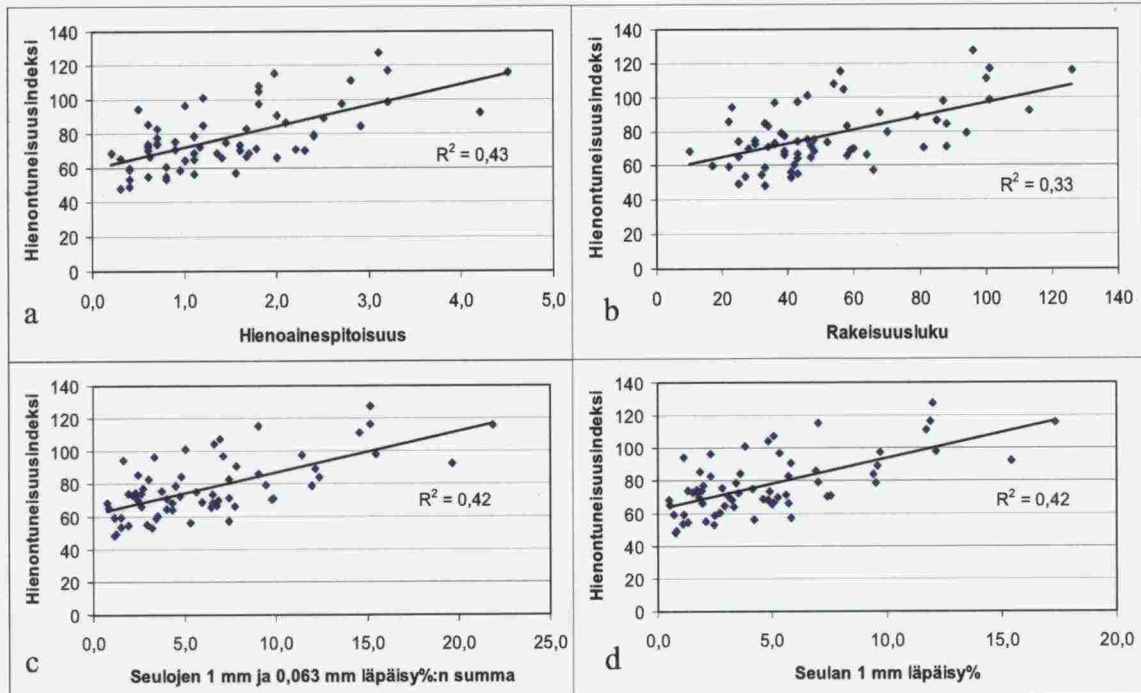 Hienontuneisuusindeksi
140
120
100
80
60
40
20
0
0,0 1,0 2,0 3,0 4,0 5,0
R² = 0,43
a
Hienoainespitoisuus
Hienontuneisuusindeksi
140
120
100
80
60
40
20
0
0 20 40 60 80 100 120 140
R² = 0,33
b
Rakeisuusluku
Hienontuneisuusindeksi
140
120
100
80
60
40
20
0
0,0 5,0 10,0 15,0 20,0 25,0
R² = 0,42
c
Seulojen 1 mm ja 0,063 mm läpäisy%:n summa
Hienontuneisuusindeksi
140
120
100
80
60
40
20
0
0,0 5,0 10,0 15,0 20,0
R² = 0,42
d
Seulan 1 mm läpäisy%